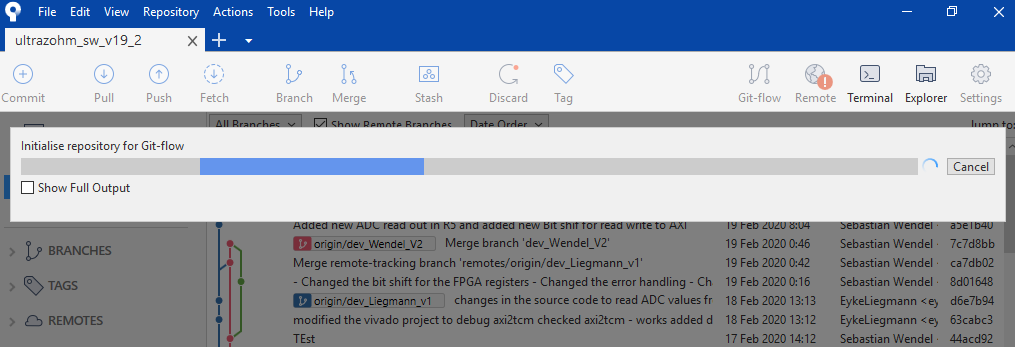 File Edit View Repository Actions Tools Help
ultrazohm_sw_v19_2
Commit Pull Push Fetch Branch Merge Stash Discard Tag Git-flow Remote Terminal Explorer Settings
All Branches Show Remote Branches Date Order Jump to:
Initialise repository for Git-flow
Cancel
Show Full Output
Added new ADC read out in R5 and added new Bit shif for read write to AXI 19 Feb 2020 8:04 Sebastian Wendel a5e1b40
BRANCHES
origin/dev_Wendel_V2 Merge branch 'dev_Wendel_V2' 19 Feb 2020 0:46 Sebastian Wendel 7c7d8bb
Merge remote-tracking branch 'remotes/origin/dev_Liegmann_v1' 19 Feb 2020 0:42 Sebastian Wendel ca7db02
TAGS
- Changed the bit shift for the FPGA registers - Changed the error handling - Cha 19 Feb 2020 0:16 Sebastian Wendel 8d01648
origin/dev_Liegmann_v1 changes in the source code to read ADC values fr 18 Feb 2020 13:13 EykeLiegmann <ey d6e7b94
REMOTES
modified the vivado project to debug axi2tcm checked axi2tcm - works added d 18 Feb 2020 13:12 EykeLiegmann <ey 63cabc3
TEst 17 Feb 2020 14:12 Sebastian Wendel 44acd92